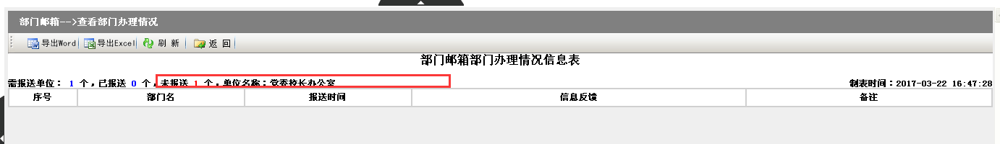 部门邮箱-->查看部门办理情况
导出Word 导出Excel 刷 新 返 回
部门邮箱部门办理情况信息表
需报送单位： 1 个，已报送 0 个，未报送 1 个，单位名称：党委校长办公室 制表时间：2017-03-22 16:47:28
序号 部门名 报送时间 信息反馈 备注